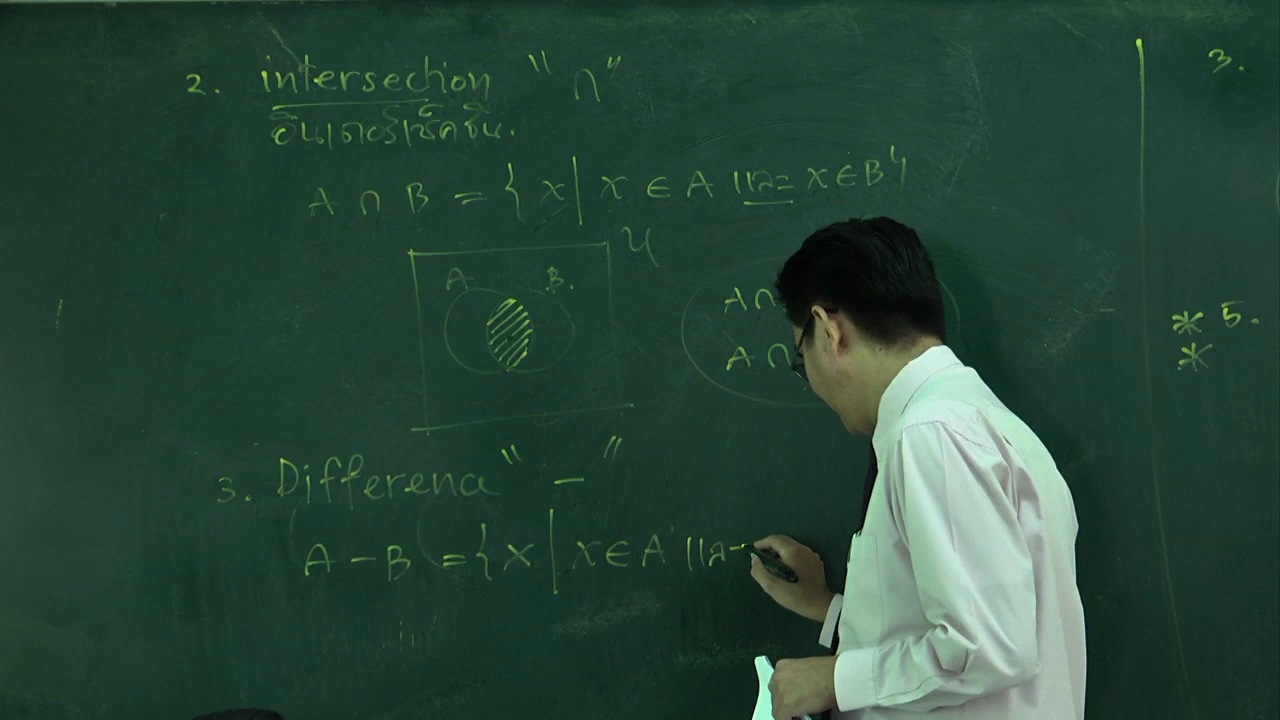 2. intersection " ∩ "
อินเตอร์เซ็คชั่น.
A ∩ B = { x | x ∈ A และ x ∈ B }
U
A B.
A ∩
A ∩
3. Differenc " - "
A - B = { x | x ∈ A และ
3.
* 5.
*